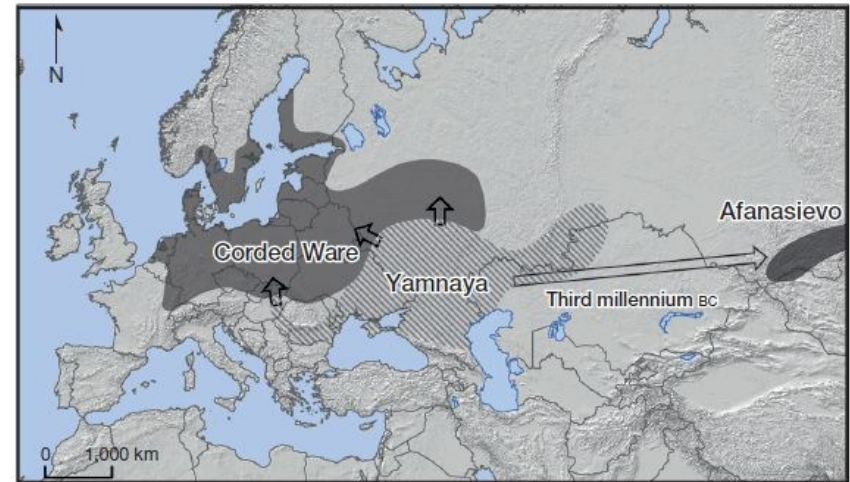 N
Afanasievo
Corded Ware
Yamnaya
Third millennium BC
0 1,000 km